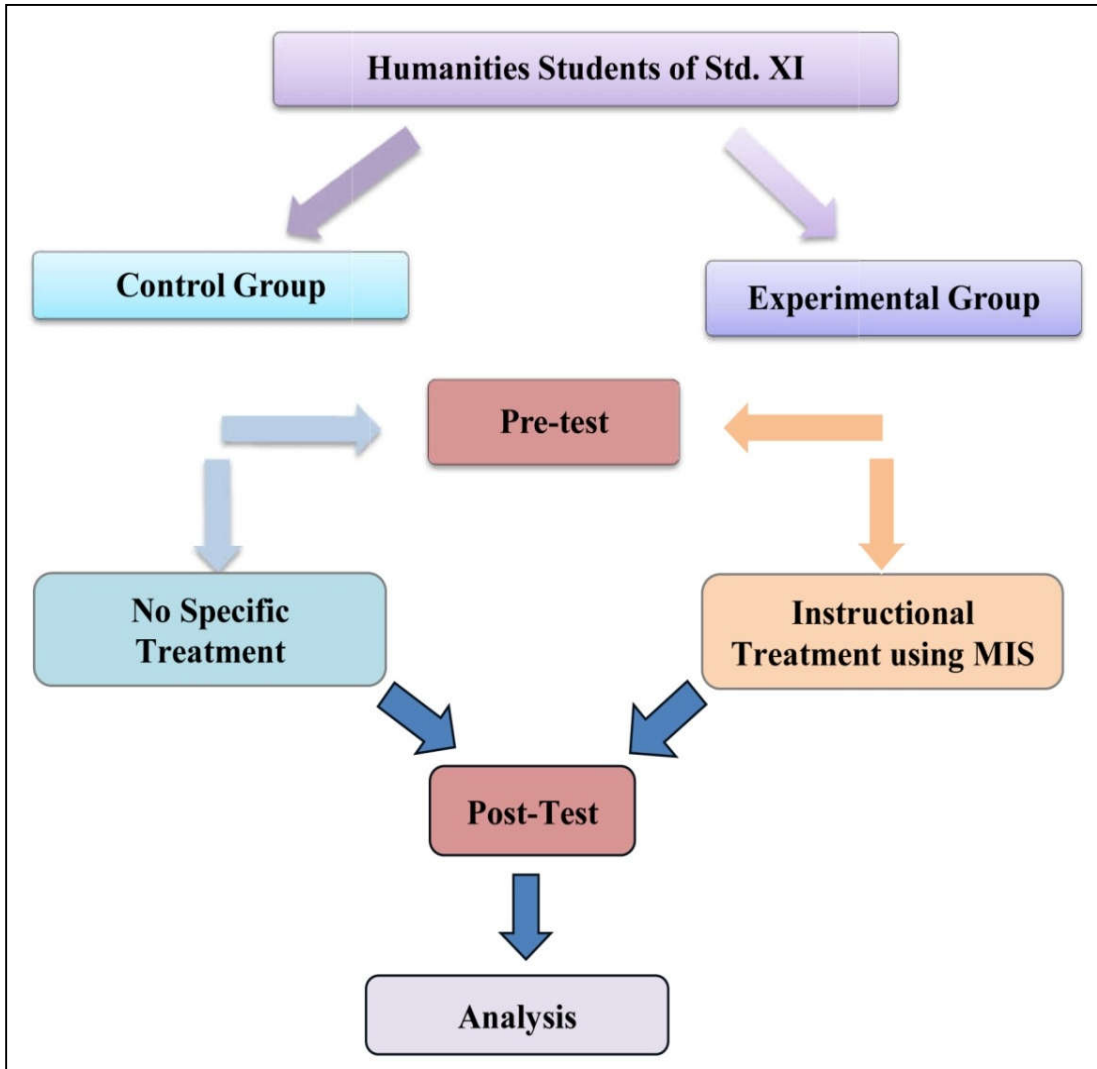 Humanities Students of Std. XI
Control Group
Experimental Group
Pre-test
No Specific
Treatment
Instructional
Treatment using MIS
Post-Test
Analysis